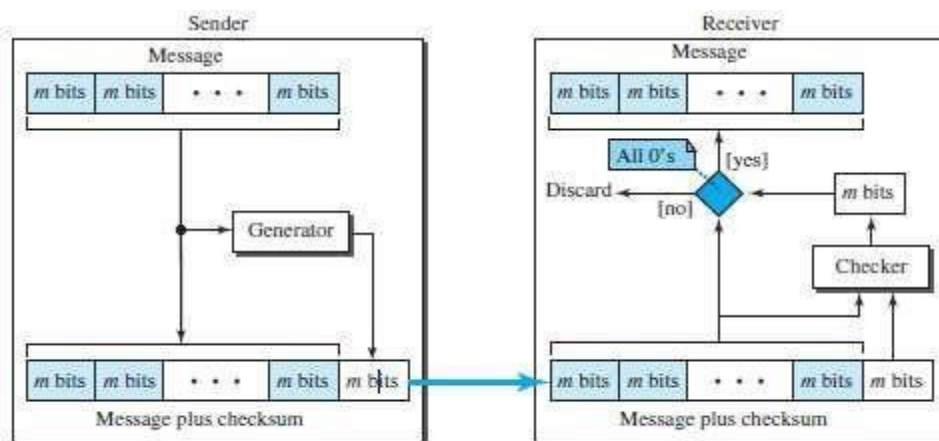 Sender
Message
m bits m bits • • • m bits
Generator
m bits m bits • • • m bits m bits
Message plus checksum
Receiver
Message
m bits m bits • • • m bits
All 0's
[yes]
Discard
[no]
m bits
Checker
m bits m bits • • • m bits m bits
Message plus checksum